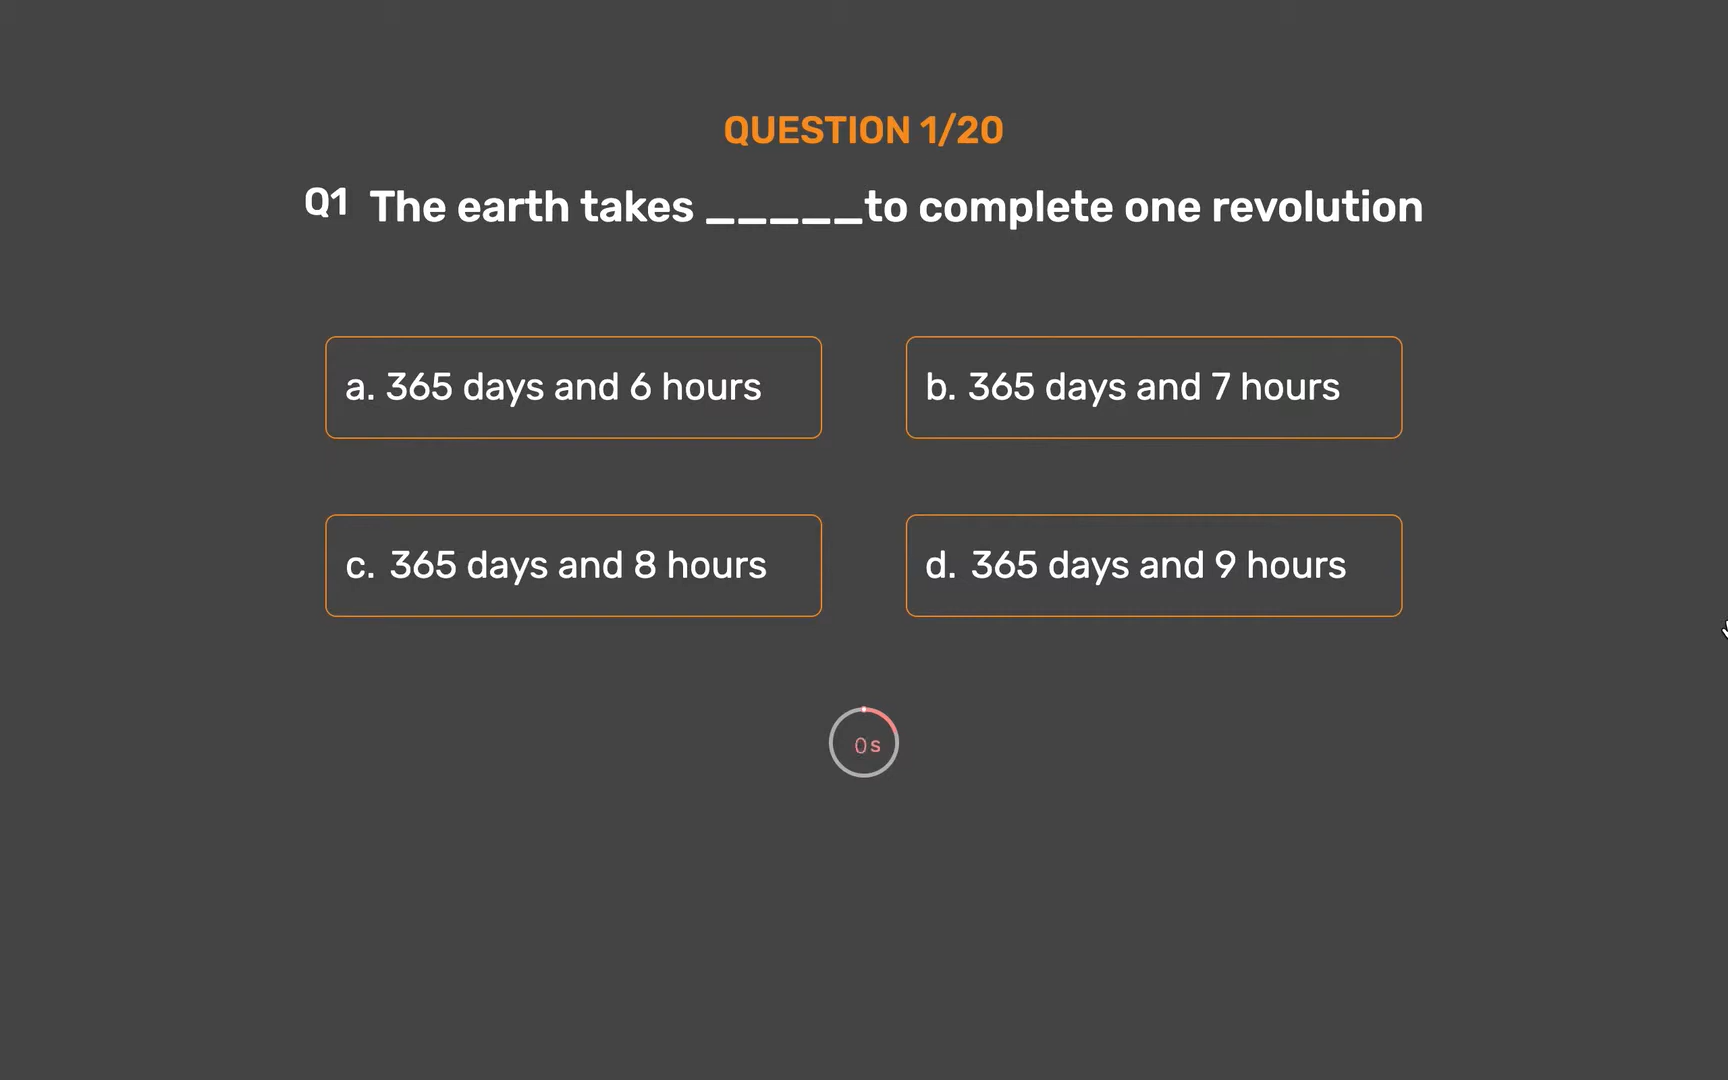 QUESTION 1/20
Q1 The earth takes _____to complete one revolution
a. 365 days and 6 hours
b. 365 days and 7 hours
c. 365 days and 8 hours
d. 365 days and 9 hours
0s